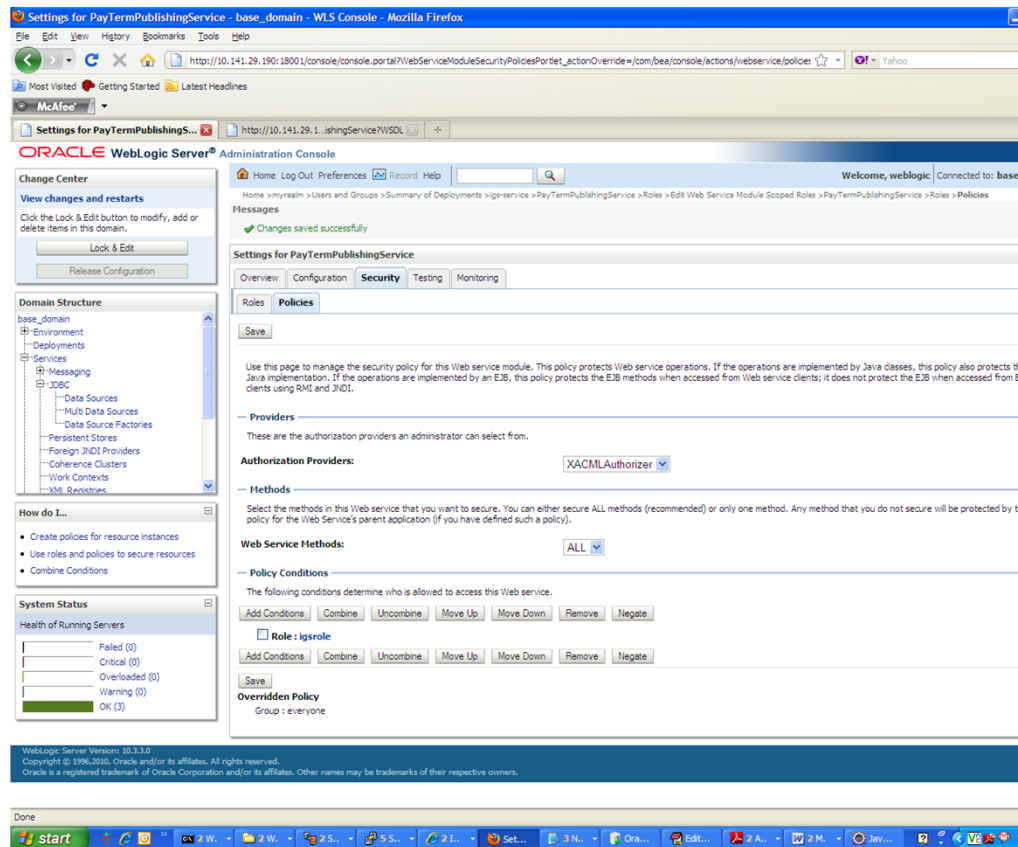 Settings for PayTermPublishingService - base_domain - WLS Console - Mozilla Firefox
File Edit View History Bookmarks Tools Help
http://10.141.29.190:18001/console/console.portal?WebServiceModuleSecurityPoliciesPortlet_actionOverride=/com/bea/console/actions/webservice/policies
Yahoo
Most Visited Getting Started Latest Headlines
McAfee
Settings for PayTermPublishingS...
http://10.141.29.1...ishingService?WSDL
ORACLE WebLogic Server® Administration Console
Change Center
View changes and restarts
Click the Lock & Edit button to modify, add or
delete items in this domain.
Lock & Edit
Release Configuration
Domain Structure
base_domain
Environment
Deployments
Services
Messaging
JDBC
Data Sources
Multi Data Sources
Data Source Factories
Persistent Stores
Foreign JNDI Providers
Coherence Clusters
Work Contexts
XML Registries
How do I...
Create policies for resource instances
Use roles and policies to secure resources
Combine Conditions
System Status
Health of Running Servers
Failed (0)
Critical (0)
Overloaded (0)
Warning (0)
OK (3)
Home Log Out Preferences Record Help
Welcome, weblogic Connected to: base
Home >myrealm >Users and Groups >Summary of Deployments >igs-service >PayTermPublishingService >Roles >Edit Web Service Module Scoped Roles >PayTermPublishingService >Roles >Policies
Messages
Changes saved successfully
Settings for PayTermPublishingService
Overview Configuration Security Testing Monitoring
Roles Policies
Save
Use this page to manage the security policy for this Web service module. This policy protects Web service operations. If the operations are implemented by Java classes, this policy also protects th
Java implementation. If the operations are implemented by an EJB, this policy protects the EJB methods when accessed from Web service clients; it does not protect the EJB when accessed from E
clients using RMI and JNDI.
Providers
These are the authorization providers an administrator can select from.
Authorization Providers: XACMLAuthorizer
Methods
Select the methods in this Web service that you want to secure. You can either secure ALL methods (recommended) or only one method. Any method that you do not secure will be protected by t
policy for the Web Service's parent application (if you have defined such a policy).
Web Service Methods: ALL
Policy Conditions
The following conditions determine who is allowed to access this Web service.
Add Conditions Combine Uncombine Move Up Move Down Remove Negate
Role : igsrole
Add Conditions Combine Uncombine Move Up Move Down Remove Negate
Save
Overridden Policy
Group : everyone
WebLogic Server Version: 10.3.3.0
Copyright © 1996,2010, Oracle and/or its affiliates. All rights reserved.
Oracle is a registered trademark of Oracle Corporation and/or its affiliates. Other names may be trademarks of their respective owners.
Done
start 2 W. 2 W. 2 S.. 5 S.. 2 I... Set... 3 N.. Ora... Edit... 2 A.. 2 M. Jav...